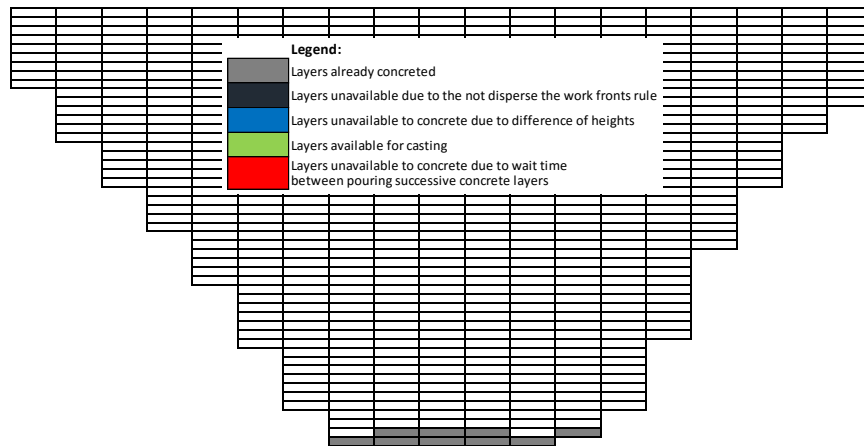 Legend:
Layers already concreted
Layers unavailable due to the not disperse the work fronts rule
Layers unavailable to concrete due to difference of heights
Layers available for casting
Layers unavailable to concrete due to wait time
between pouring successive concrete layers